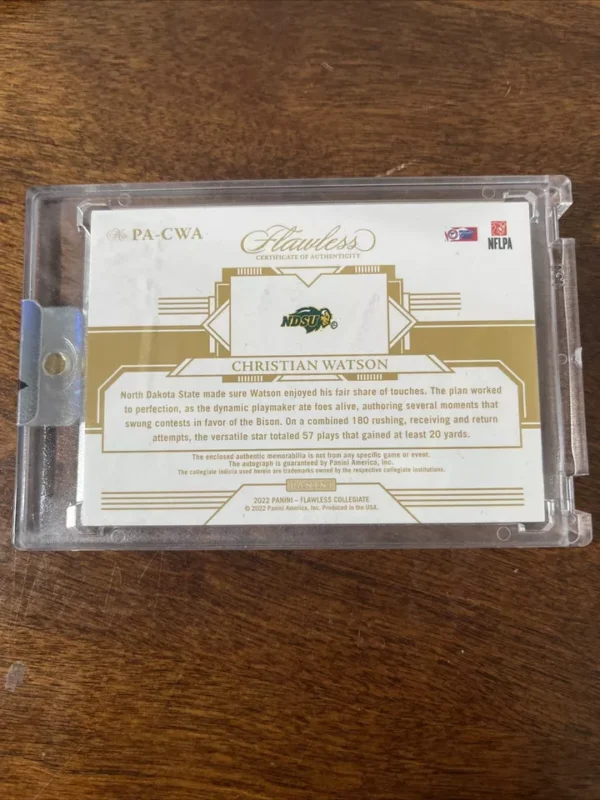 No. PA-CWA
Flawless
CERTIFICATE OF AUTHENTICITY
NFLPA
NDSU
CHRISTIAN WATSON
North Dakota State made sure Watson enjoyed his fair share of touches. The plan worked
to perfection, as the dynamic playmaker ate foes alive, authoring several moments that
swung contests in favor of the Bison. On a combined 180 rushing, receiving and return
attempts, the versatile star totaled 57 plays that gained at least 20 yards.
The enclosed authentic memorabilia is not from any specific game or event.
The autograph is guaranteed by Panini America, Inc.
The collegiate indicia used herein are trademarks owned by the respective collegiate institutions.
PANINI
2022 PANINI – FLAWLESS COLLEGIATE
© 2022 Panini America, Inc. Produced in the USA.